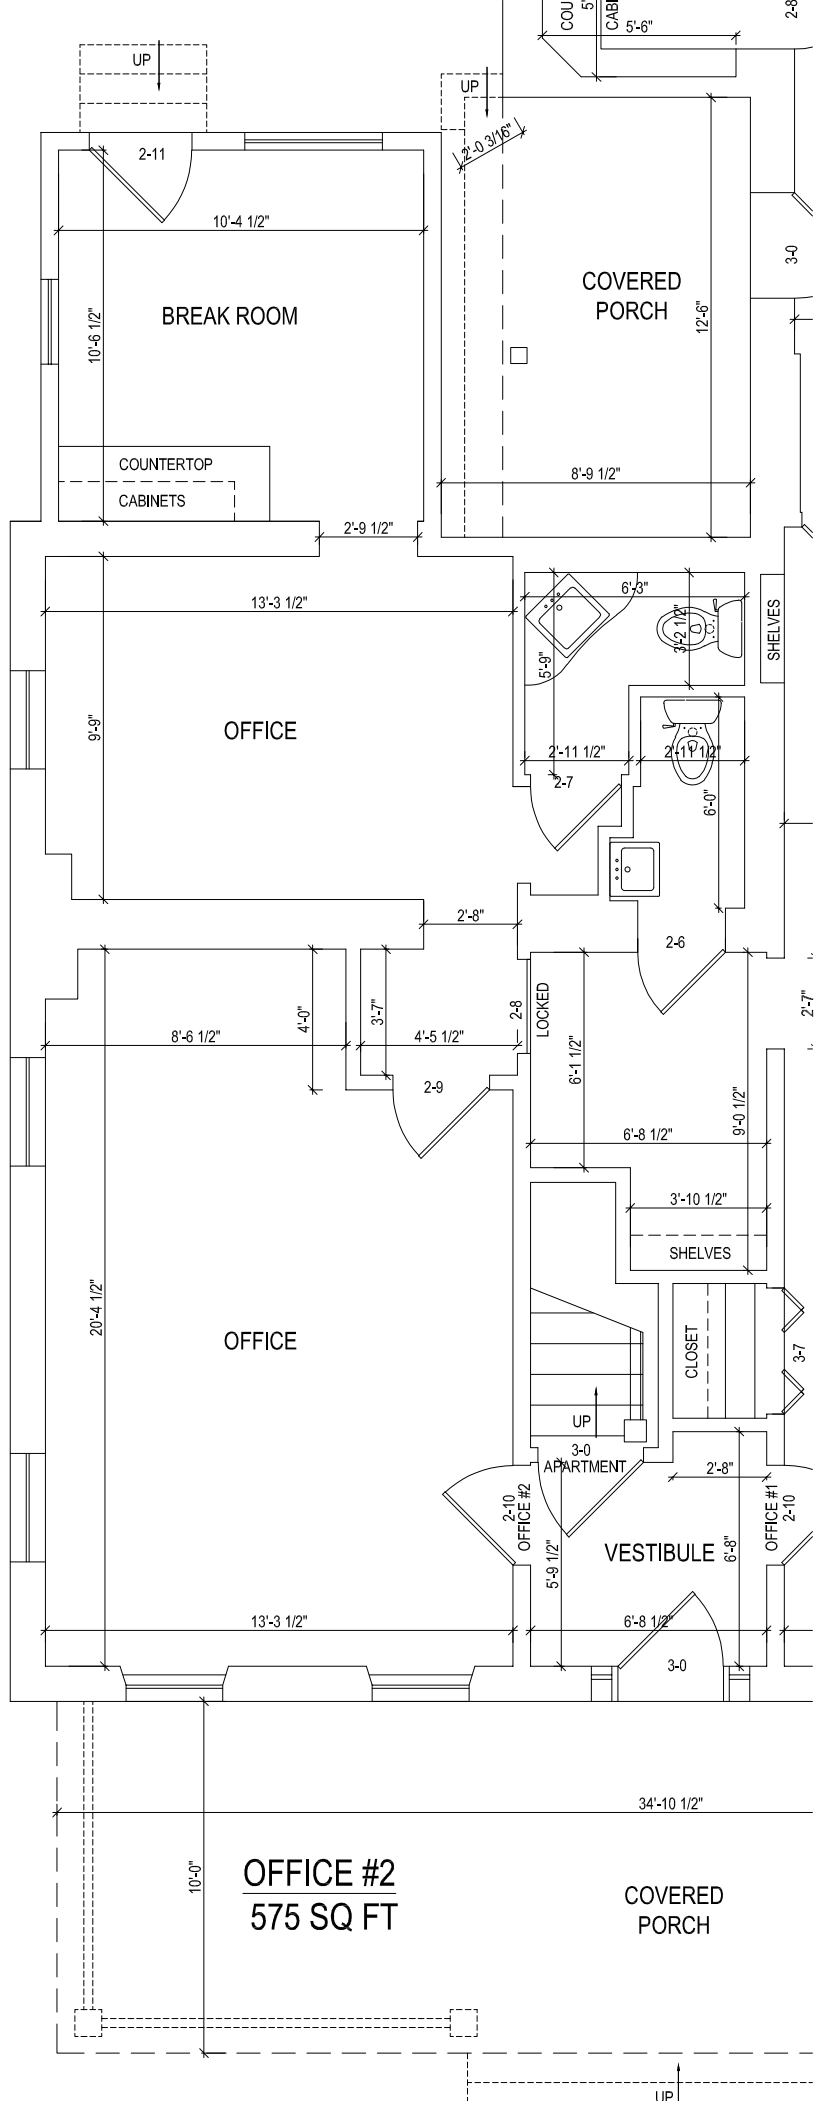 COU
5'
CABI
5'-6"
2-8
UP
UP
2-11
2'-0 3/16"
10'-4 1/2"
3-0
COVERED
PORCH
BREAK ROOM
10'-6 1/2"
12'-6"
COUNTERTOP
CABINETS
8'-9 1/2"
2'-9 1/2"
13'-3 1/2"
6'-3"
3'-2 1/2"
SHELVES
5'-9"
OFFICE
9'-9"
2'-11 1/2"
2'-11 1/2"
2-7
6'-0"
2'-8"
2-6
4'-0"
3'-7"
2-8
LOCKED
2'-7"
8'-6 1/2"
4'-5 1/2"
6'-1 1/2"
2-9
9'-0 1/2"
6'-8 1/2"
3'-10 1/2"
SHELVES
20'-4 1/2"
OFFICE
CLOSET
3-7
UP
3-0
APARTMENT
2'-8"
2-10
OFFICE #2
OFFICE #1
2-10
VESTIBULE
6'-8"
5'-9 1/2"
13'-3 1/2"
6'-8 1/2"
3-0
34'-10 1/2"
10'-0"
OFFICE #2
575 SQ FT
COVERED
PORCH
UP